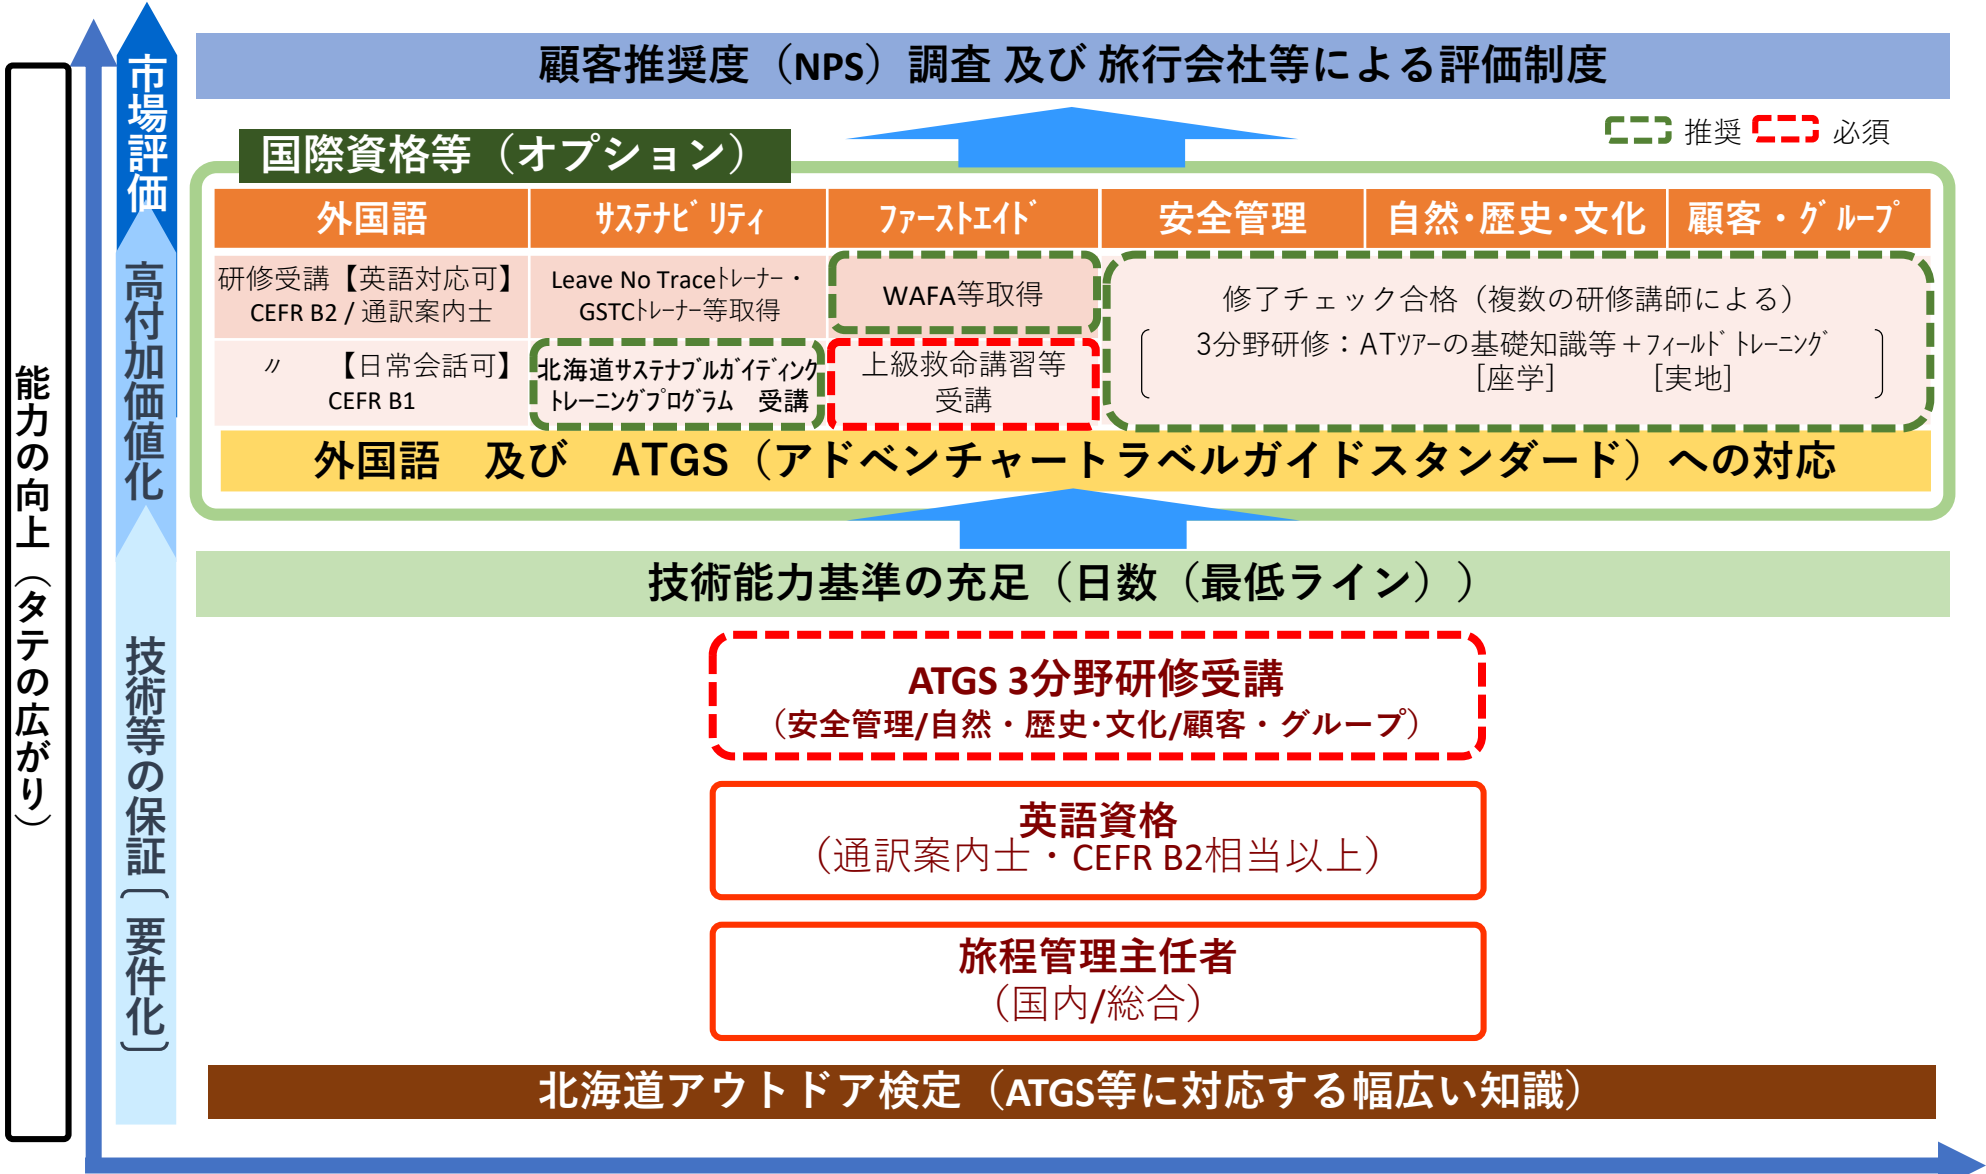 顧客推奨度（NPS）調査 及び 旅行会社等による評価制度
推奨
必須
国際資格等（オプション）
外国語
ｻｽﾃﾅﾋﾞﾘﾃｨ
ﾌｧｰｽﾄｴｲﾄﾞ
安全管理
自然･歴史･文化
顧客・ｸﾞﾙｰﾌﾟ
研修受講【英語対応可】
CEFR B2 / 通訳案内士
Leave No Traceﾄﾚｰﾅｰ・
GSTCﾄﾚｰﾅｰ等取得
WAFA等取得
修了チェック合格（複数の研修講師による）
3分野研修：ATﾂｱｰの基礎知識等＋ﾌｨｰﾙﾄﾞﾄﾚｰﾆﾝｸﾞ
[座学] [実地]
〃 【日常会話可】
CEFR B1
北海道ｻｽﾃﾅﾌﾞﾙｶﾞｲﾃﾞｨﾝｸﾞ
ﾄﾚｰﾆﾝｸﾞﾌﾟﾛｸﾞﾗﾑ 受講
上級救命講習等
受講
外国語 及び ATGS（アドベンチャートラベルガイドスタンダード）への対応
技術能力基準の充足（日数（最低ライン））
ATGS 3分野研修受講
（安全管理/自然・歴史･文化/顧客・グループ）
英語資格
（通訳案内士・CEFR B2相当以上）
旅程管理主任者
（国内/総合）
北海道アウトドア検定（ATGS等に対応する幅広い知識）
市場評価
高付加価値化
技術等の保証〔要件化〕
能力の向上（タテの広がり）